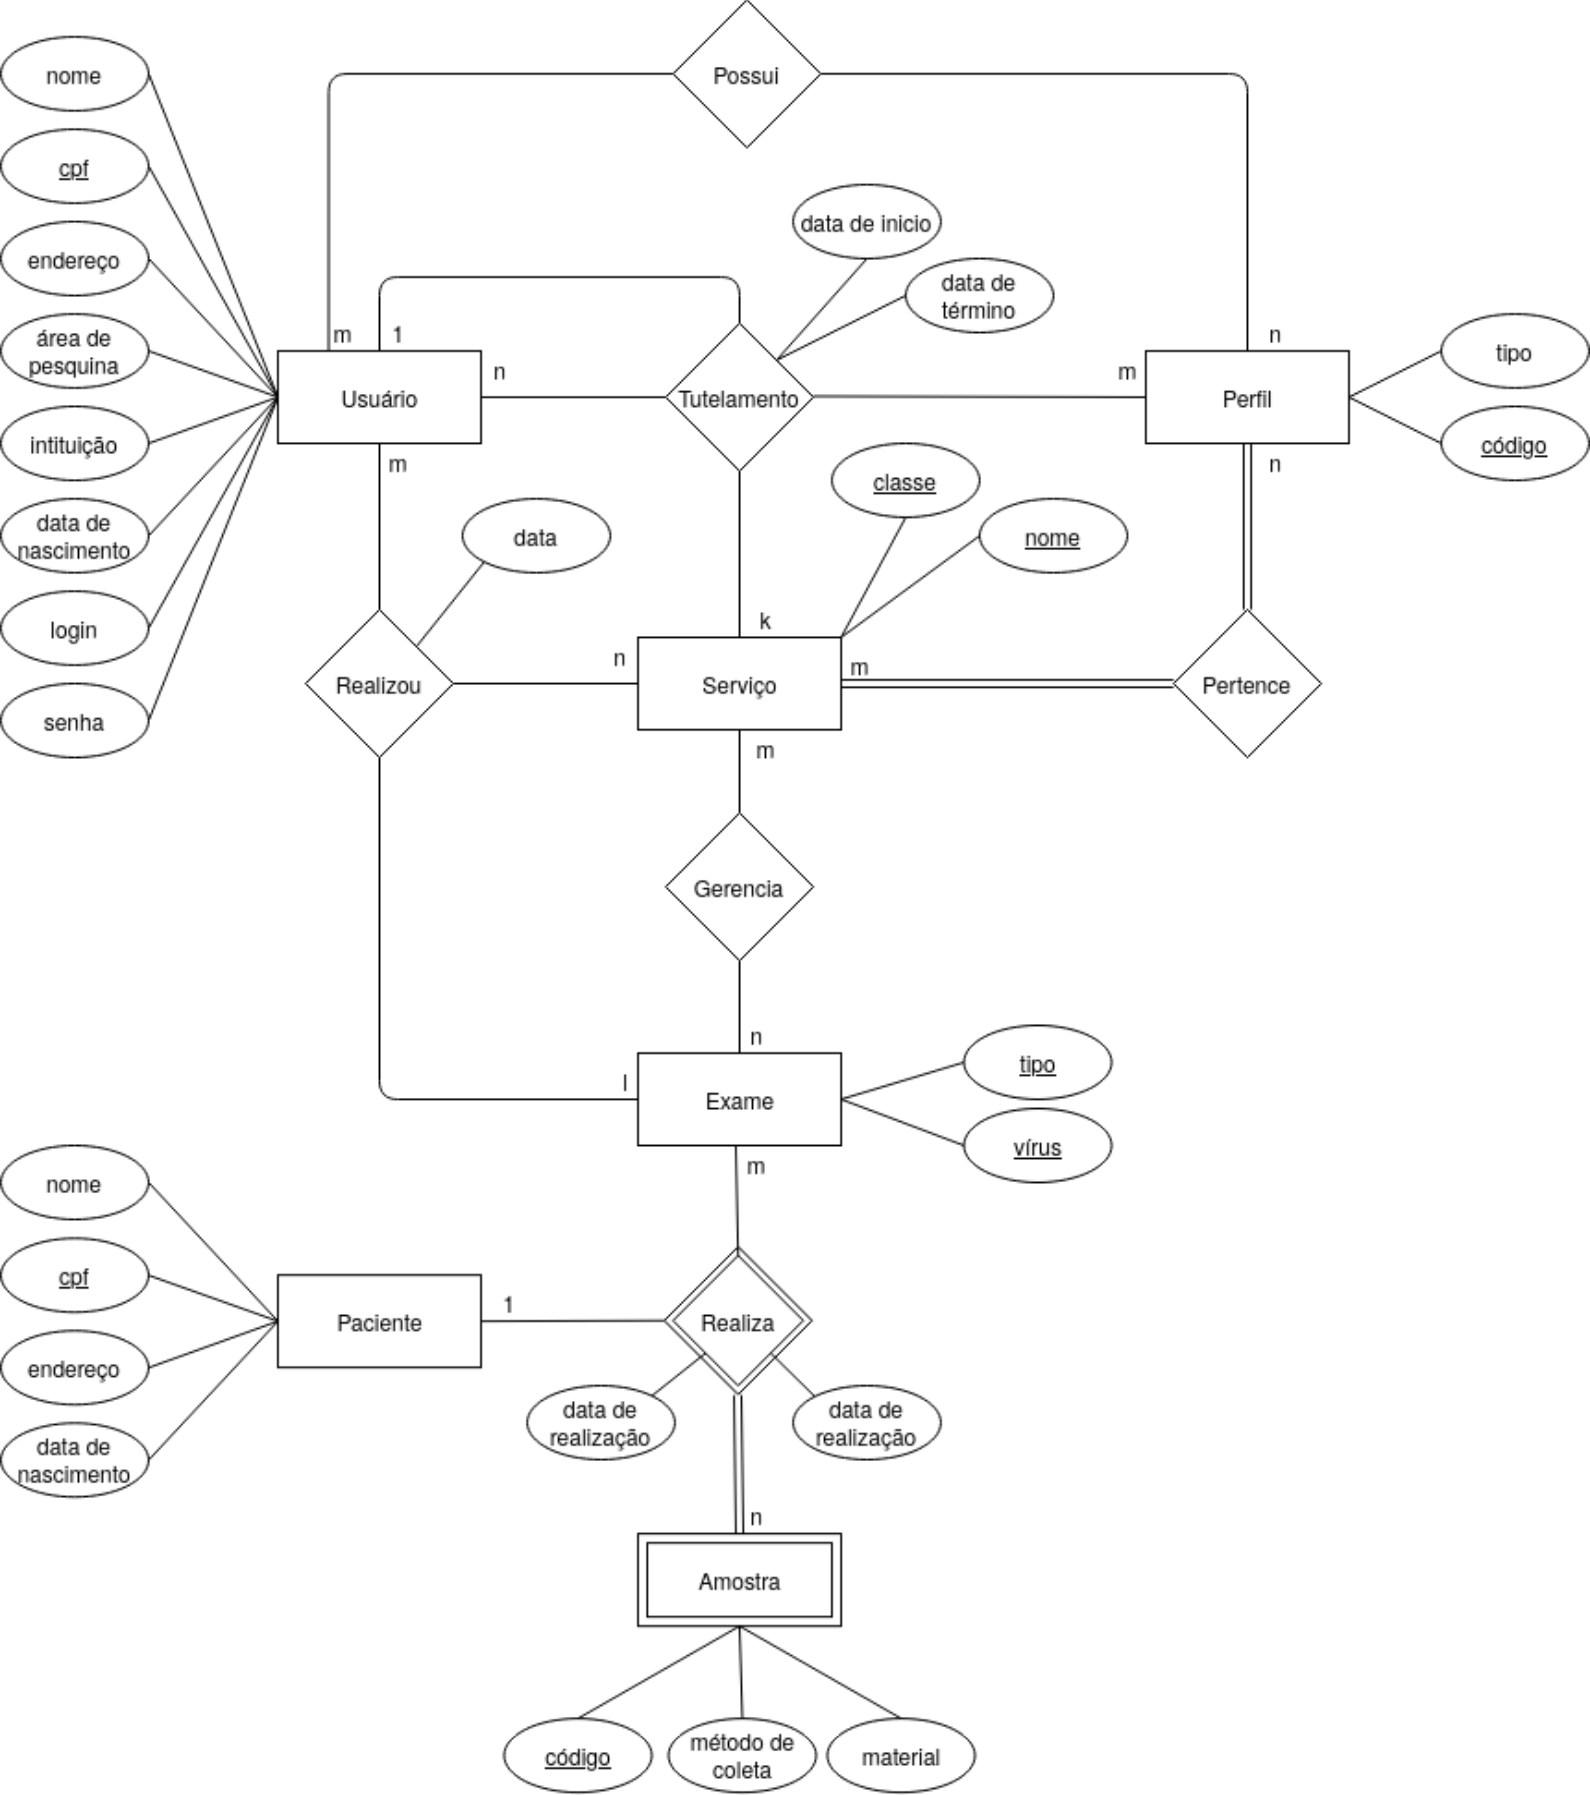 Possui
nome
cpf
endereço
área de
pesquina
intituição
data de
nascimento
login
senha
data de inicio
data de
término
m
1
n
Usuário
n
Tutelamento
m
Perfil
tipo
código
m
n
classe
nome
data
k
Realizou
n
Serviço
m
Pertence
m
Gerencia
n
l
Exame
tipo
vírus
m
nome
cpf
endereço
data de
nascimento
Paciente
1
Realiza
data de
realização
data de
realização
n
Amostra
código
método de
coleta
material